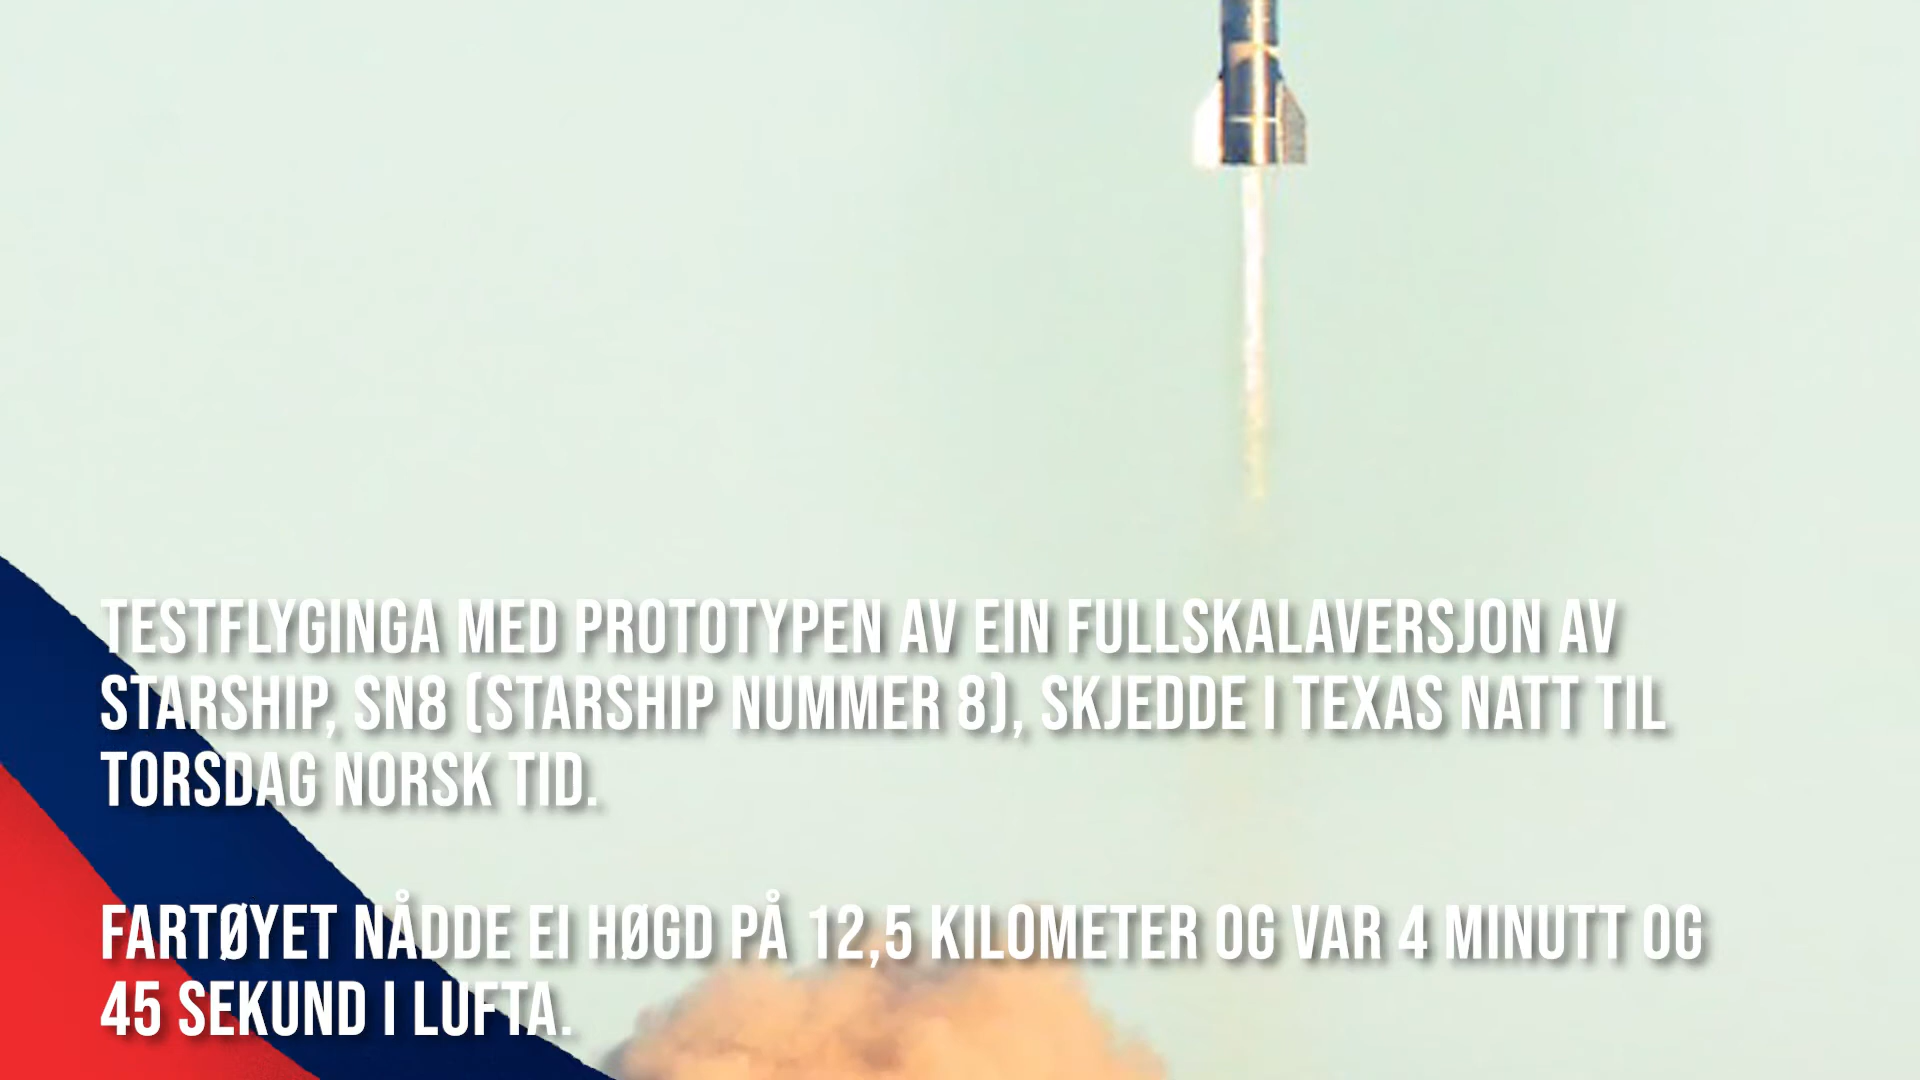 TESTFLYGINGA MED PROTOTYPEN AV EIN FULLSKALAVERSJON AV
STARSHIP, SN8 (STARSHIP NUMMER 8), SKJEDDE I TEXAS NATT TIL
TORSDAG NORSK TID.
FARTØYET NÅDDE EI HØGD PÅ 12,5 KILOMETER OG VAR 4 MINUTT OG
45 SEKUND I LUFTA.